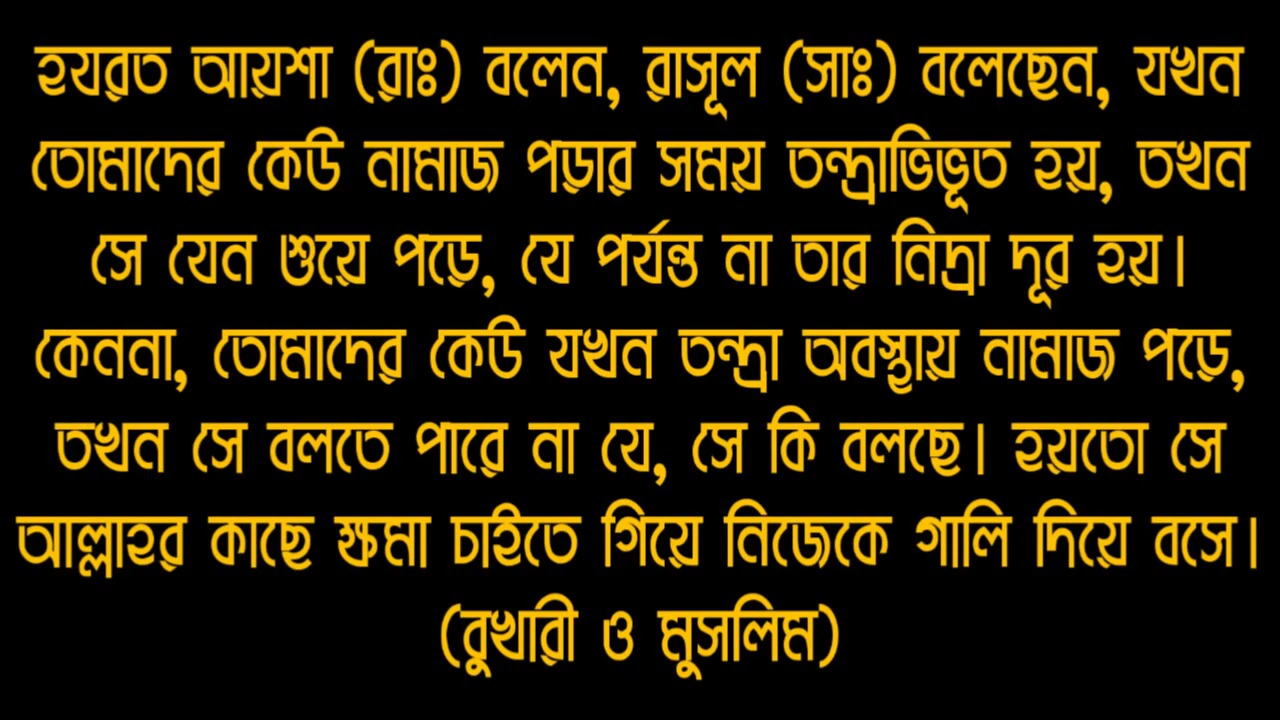 হযরত আয়শা (রাঃ) বলেন, রাসূল (সাঃ) বলেছেন, যখন
তোমাদের কেউ নামাজ পড়ার সময় তন্দ্রাভিভূত হয়, তখন
সে যেন শুয়ে পড়ে, যে পর্যন্ত না তার নিদ্রা দূর হয়।
কেননা, তোমাদের কেউ যখন তন্দ্রা অবস্থায় নামাজ পড়ে,
তখন সে বলতে পারে না যে, সে কি বলছে। হয়তো সে
আল্লাহর কাছে ক্ষমা চাইতে গিয়ে নিজেকে গালি দিয়ে বসে।
(বুখারী ও মুসলিম)